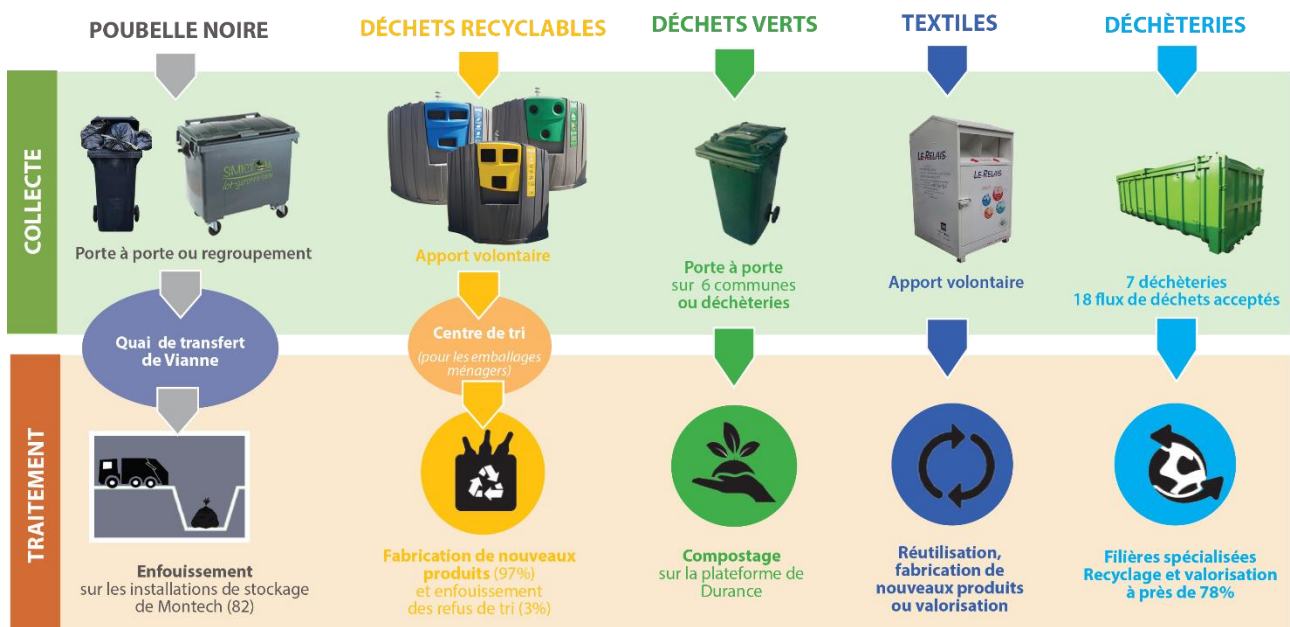 POUBELLE NOIRE
DÉCHETS RECYCLABLES
DÉCHETS VERTS
TEXTILES
DÉCHÈTERIES
COLLECTE
LE RELAIS
LE RELAIS
Porte à porte ou regroupement
Apport volontaire
Porte à porte
sur 6 communes
ou déchèteries
Apport volontaire
7 déchèteries
18 flux de déchets acceptés
Quai de transfert
de Vianne
Centre de tri
(pour les emballages
ménagers)
TRAITEMENT
Enfouissement
sur les installations de stockage
de Montech (82)
Fabrication de nouveaux
produits (97%)
et enfouissement
des refus de tri (3%)
Compostage
sur la plateforme de
Durance
Réutilisation,
fabrication de
nouveaux produits
ou valorisation
Filières spécialisées
Recyclage et valorisation
à près de 78%